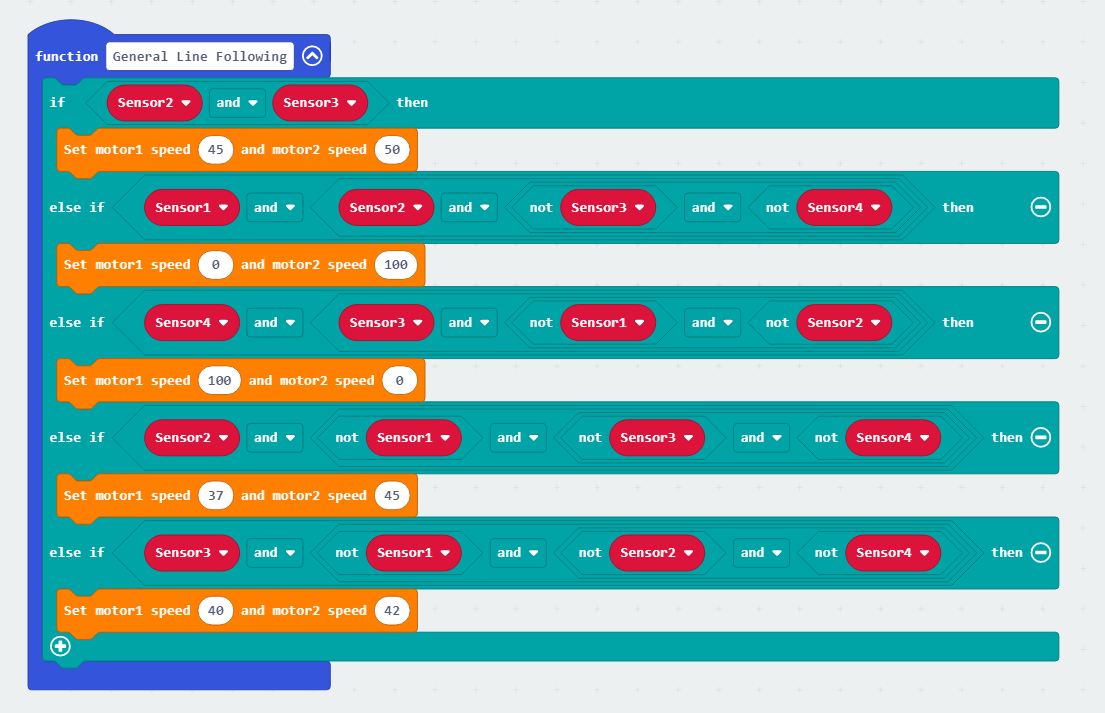 function General Line Following
if Sensor2 and Sensor3 then
Set motor1 speed 45 and motor2 speed 50
else if Sensor1 and Sensor2 and not Sensor3 and not Sensor4 then
Set motor1 speed 0 and motor2 speed 100
else if Sensor4 and Sensor3 and not Sensor1 and not Sensor2 then
Set motor1 speed 100 and motor2 speed 0
else if Sensor2 and not Sensor1 and not Sensor3 and not Sensor4 then
Set motor1 speed 37 and motor2 speed 45
else if Sensor3 and not Sensor1 and not Sensor2 and not Sensor4 then
Set motor1 speed 40 and motor2 speed 42